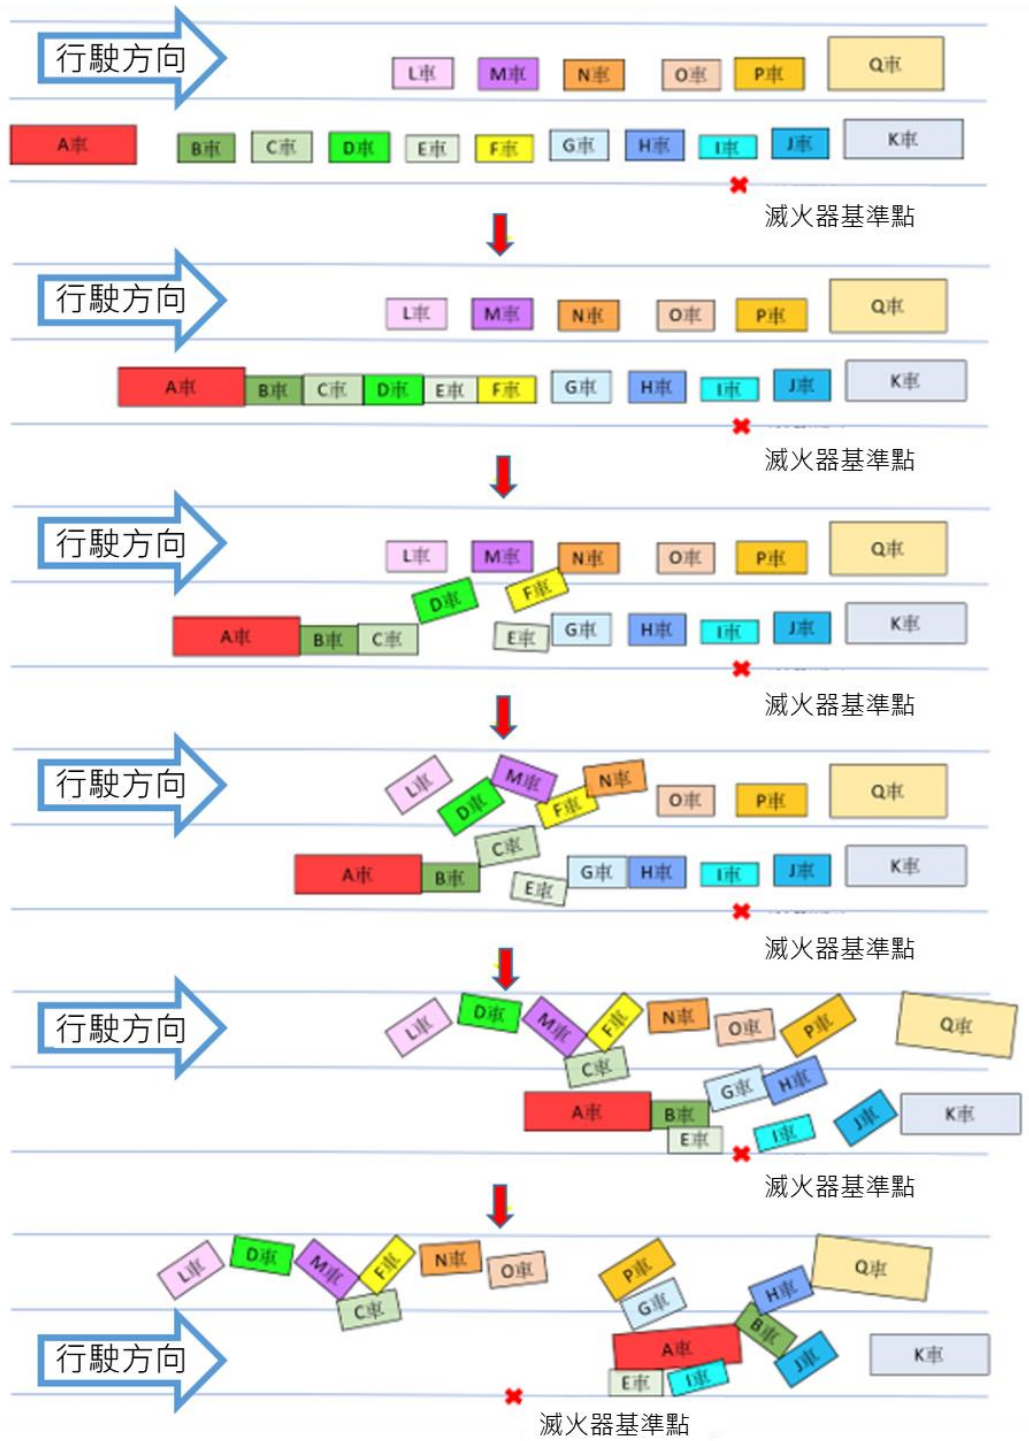 行駛方向
L車 M車 N車 O車 P車 Q車
A車 B車 C車 D車 E車 F車 G車 H車 I車 J車 K車
滅火器基準點
行駛方向
L車 M車 N車 O車 P車 Q車
A車 B車 C車 D車 E車 F車 G車 H車 I車 J車 K車
滅火器基準點
行駛方向
L車 M車 N車 O車 P車 Q車
D車 F車
A車 B車 C車 E車 G車 H車 I車 J車 K車
滅火器基準點
行駛方向
L車 D車 M車 F車 N車 O車 P車 Q車
C車
A車 B車 E車 G車 H車 I車 J車 K車
滅火器基準點
行駛方向
L車 D車 M車 F車 N車 O車 P車 Q車
C車 G車 H車
A車 B車 E車 I車 J車 K車
滅火器基準點
L車 D車 M車 F車 N車 O車 P車 Q車
C車 G車 H車
行駛方向
A車 B車 J車 K車
E車 I車
滅火器基準點